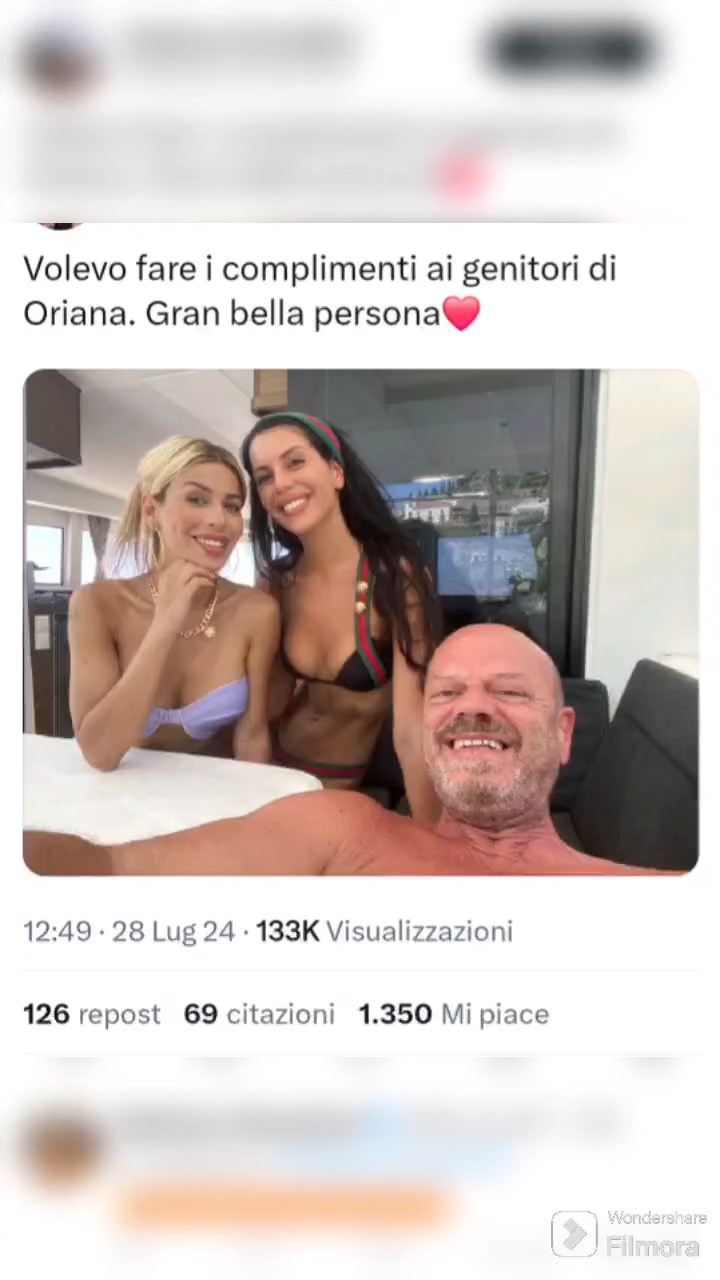 Volevo fare i complimenti ai genitori di
Oriana. Gran bella persona❤️
12:49 · 28 Lug 24 · 133K Visualizzazioni
126 repost 69 citazioni 1.350 Mi piace
Wondershare
Filmora